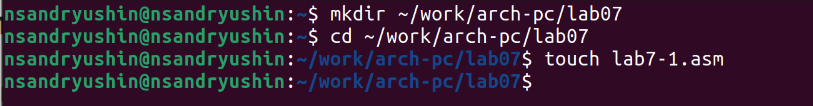 nsandryushin@nsandryushin:~$ mkdir ~/work/arch-pc/lab07
nsandryushin@nsandryushin:~$ cd ~/work/arch-pc/lab07
nsandryushin@nsandryushin:~/work/arch-pc/lab07$ touch lab7-1.asm
nsandryushin@nsandryushin:~/work/arch-pc/lab07$